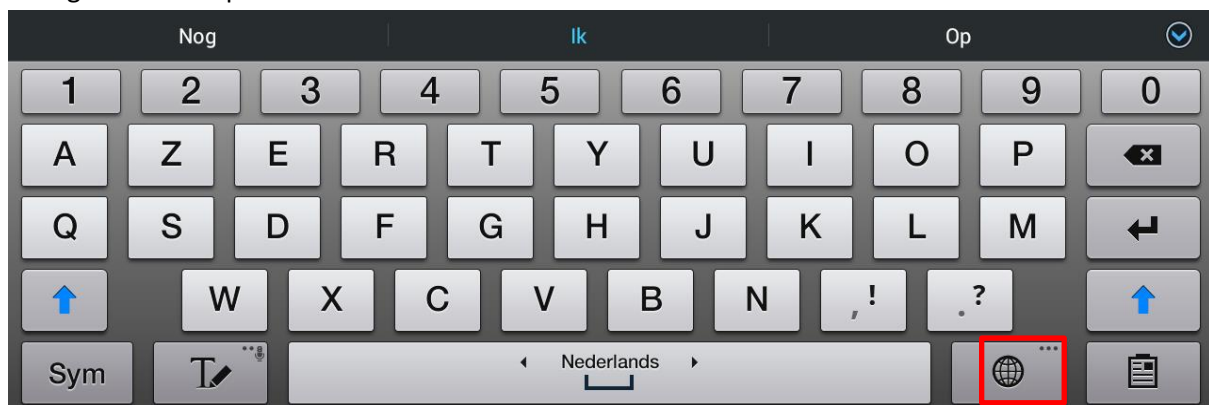 Nog Ik Op
1 2 3 4 5 6 7 8 9 0
A Z E R T Y U I O P
Q S D F G H J K L M
W X C V B N , ! . ?
Sym T Nederlands